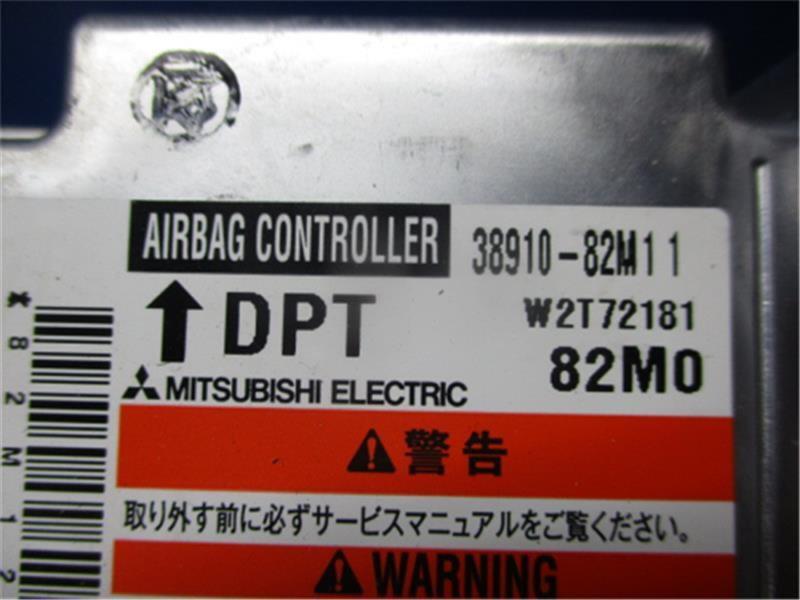 AIRBAG CONTROLLER 38910-82M11
↑ DPT W2T72181
MITSUBISHI ELECTRIC 82M0
警告
取り外す前に必ずサービスマニュアルをご覧ください。
WARNING
*82M12